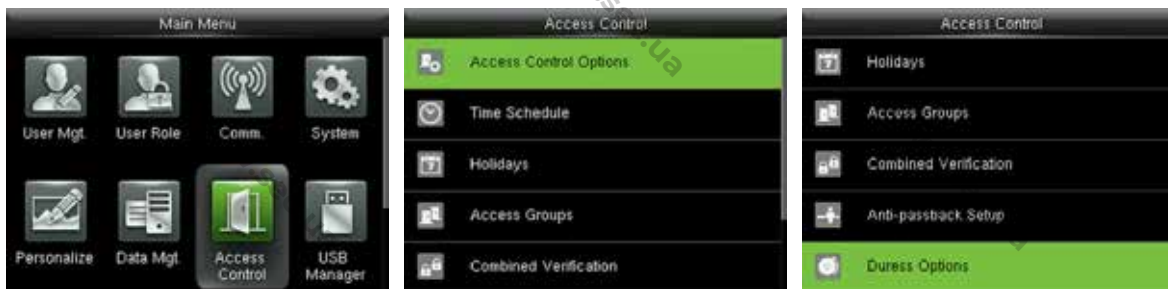 Main Menu
User Mgt.
User Role
Comm.
System
Personalize
Data Mgt.
Access
Control
USB
Manager
Access Control
Access Control Options
Time Schedule
Holidays
Access Groups
Combined Verification
Access Control
Holidays
Access Groups
Combined Verification
Anti-passback Setup
Duress Options